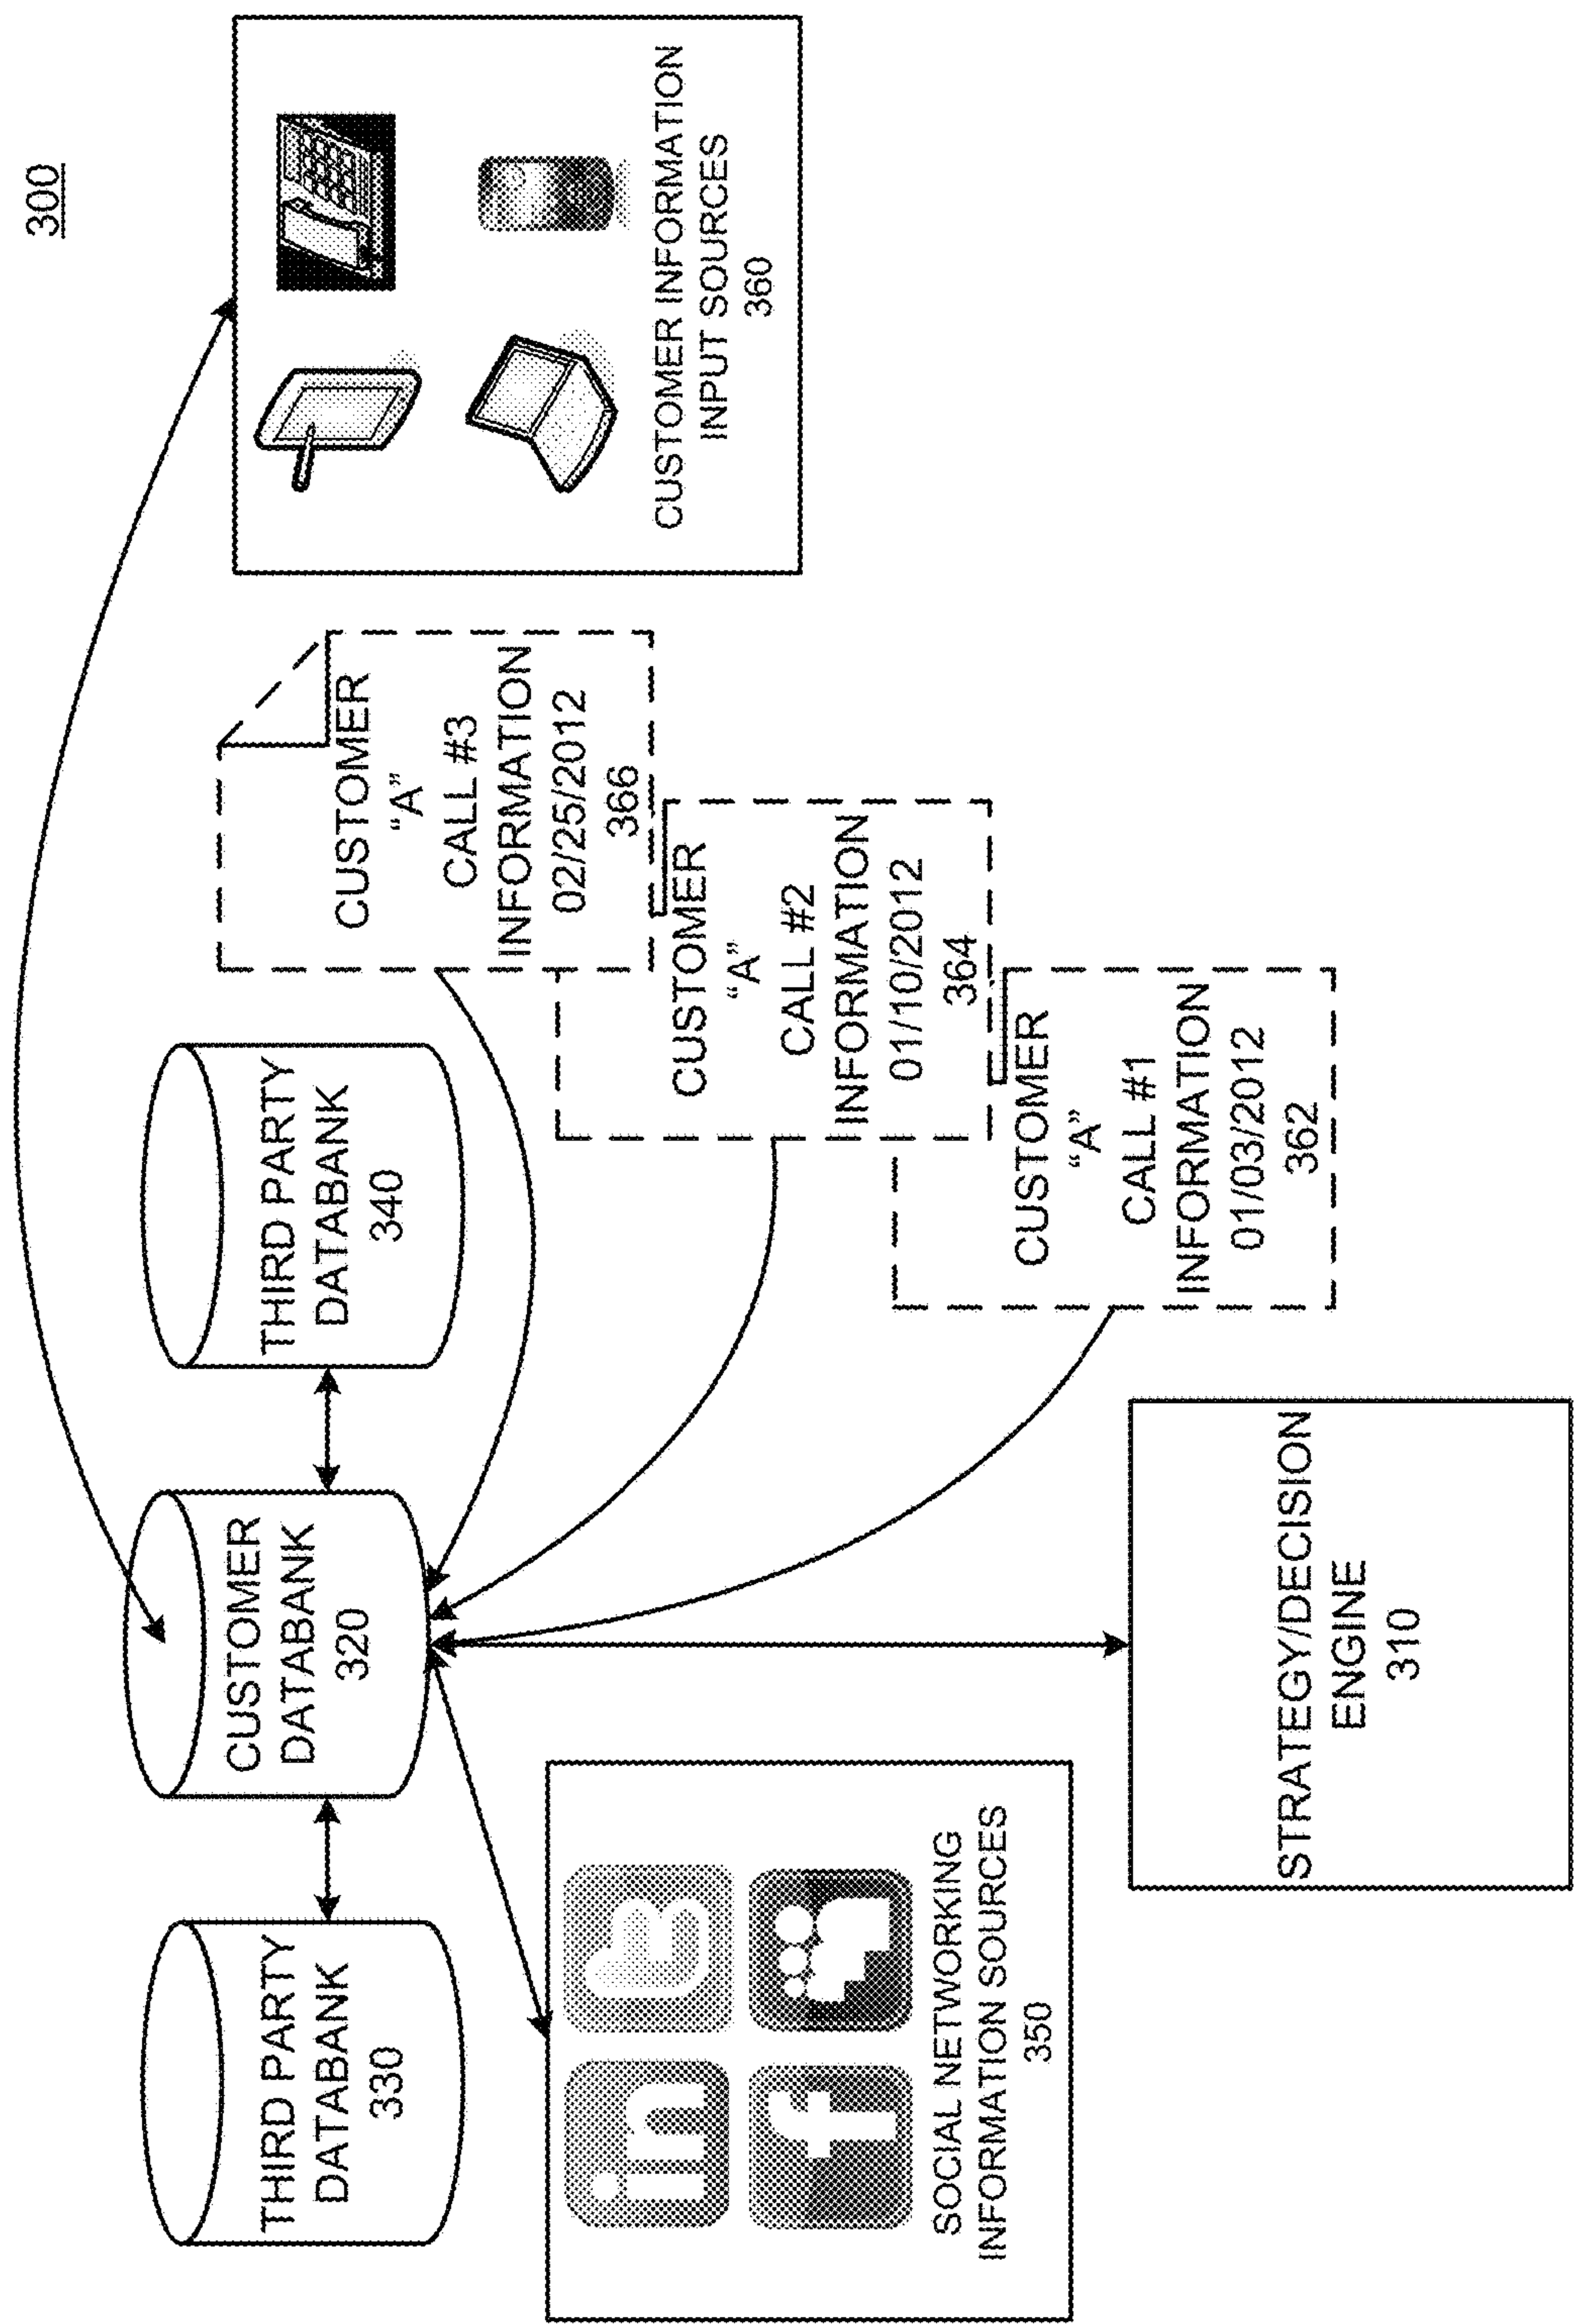 300
THIRD PARTY
DATABANK
330
CUSTOMER
DATABANK
320
THIRD PARTY
DATABANK
340
in
t
f
SOCIAL NETWORKING
INFORMATION SOURCES
350
STRATEGY/DECISION
ENGINE
310
CUSTOMER
“A”
CALL #3
INFORMATION
02/25/2012
366
CUSTOMER
“A”
CALL #2
INFORMATION
01/10/2012
364
CUSTOMER
“A”
CALL #1
INFORMATION
01/03/2012
362
CUSTOMER INFORMATION
INPUT SOURCES
360